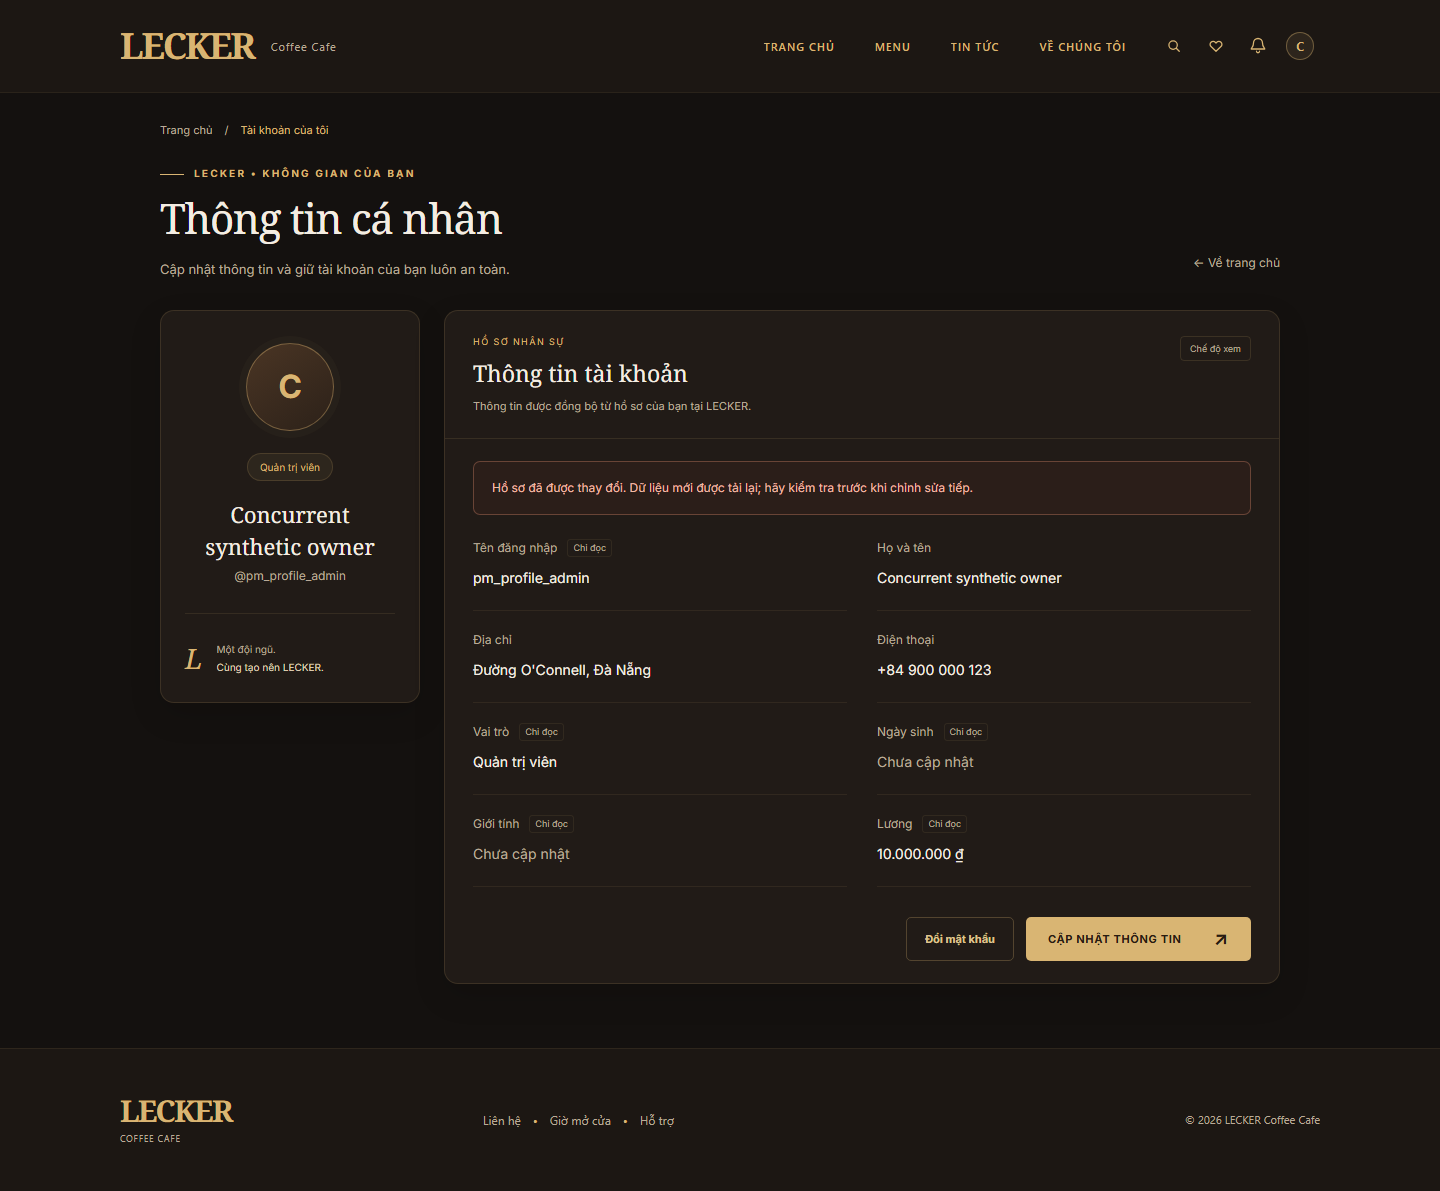 LECKER Coffee Cafe
TRANG CHỦ MENU TIN TỨC VỀ CHÚNG TÔI C
Trang chủ / Tài khoản của tôi
LECKER • KHÔNG GIAN CỦA BẠN
Thông tin cá nhân
Cập nhật thông tin và giữ tài khoản của bạn luôn an toàn.
← Về trang chủ
C
Quản trị viên
Concurrent
synthetic owner
@pm_profile_admin
L
Một đội ngũ.
Cùng tạo nên LECKER.
HỒ SƠ NHÂN SỰ
Chế độ xem
Thông tin tài khoản
Thông tin được đồng bộ từ hồ sơ của bạn tại LECKER.
Hồ sơ đã được thay đổi. Dữ liệu mới được tải lại; hãy kiểm tra trước khi chỉnh sửa tiếp.
Tên đăng nhập Chỉ đọc
pm_profile_admin
Họ và tên
Concurrent synthetic owner
Địa chỉ
Đường O'Connell, Đà Nẵng
Điện thoại
+84 900 000 123
Vai trò Chỉ đọc
Quản trị viên
Ngày sinh Chỉ đọc
Chưa cập nhật
Giới tính Chỉ đọc
Chưa cập nhật
Lương Chỉ đọc
10.000.000 ₫
Đổi mật khẩu
CẬP NHẬT THÔNG TIN
LECKER
COFFEE CAFE
Liên hệ • Giờ mở cửa • Hỗ trợ
© 2026 LECKER Coffee Cafe